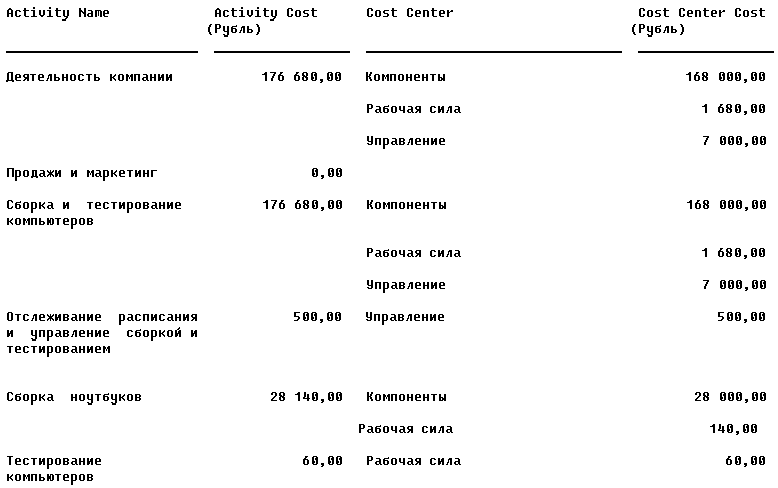 Activity Name Activity Cost Cost Center Cost Center Cost
(Рубль) (Рубль)
Деятельность компании 176 680,00 Компоненты 168 000,00
Рабочая сила 1 680,00
Управление 7 000,00
Продажи и маркетинг 0,00
Сборка и тестирование 176 680,00 Компоненты 168 000,00
компьютеров
Рабочая сила 1 680,00
Управление 7 000,00
Отслеживание расписания 500,00 Управление 500,00
и управление сборкой и
тестированием
Сборка ноутбуков 28 140,00 Компоненты 28 000,00
Рабочая сила 140,00
Тестирование 60,00 Рабочая сила 60,00
компьютеров